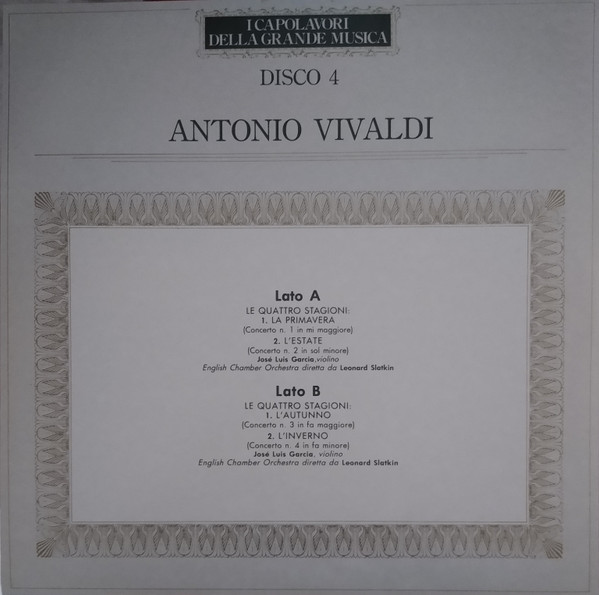 I CAPOLAVORI
DELLA GRANDE MUSICA
DISCO 4
ANTONIO VIVALDI
Lato A
LE QUATTRO STAGIONI:
1. LA PRIMAVERA
(Concerto n. 1 in mi maggiore)
2. L'ESTATE
(Concerto n. 2 in sol minore)
José Luis Garcia, violino
English Chamber Orchestra diretta da Leonard Slatkin
Lato B
LE QUATTRO STAGIONI:
1. L'AUTUNNO
(Concerto n. 3 in fa maggiore)
2. L'INVERNO
(Concerto n. 4 in fa minore)
José Luis Garcia, violino
English Chamber Orchestra diretta da Leonard Slatkin